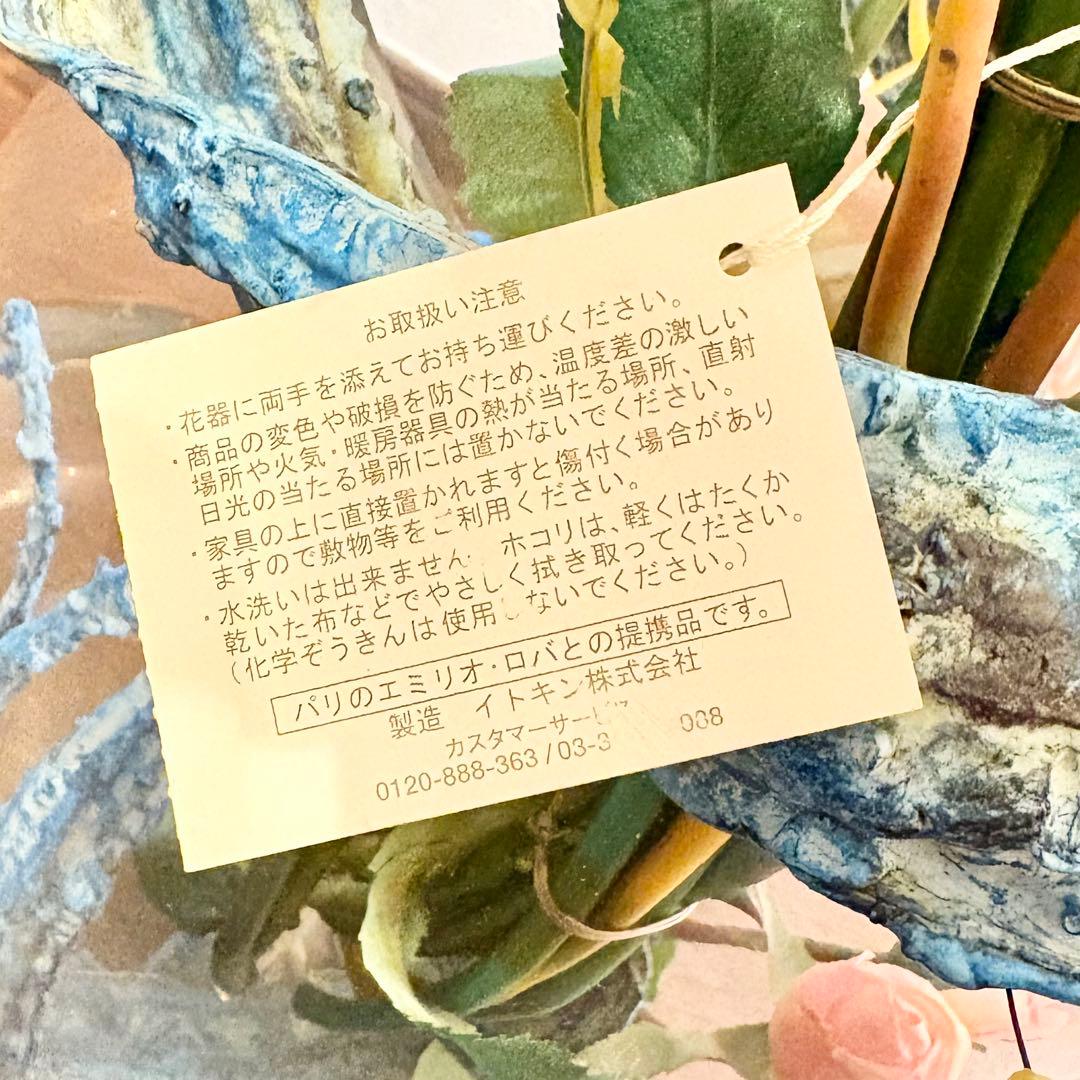 お取扱い注意
・花器に両手を添えてお持ち運びください。
・商品の変色や破損を防ぐため、温度差の激しい
場所や火気・暖房器具の熱が当たる場所、直射
日光の当たる場所には置かないでください。
・家具の上に直接置かれますと傷付く場合があり
ますので敷物等をご利用ください。
・水洗いは出来ません ホコリは、軽くはたくか
乾いた布などでやさしく拭き取ってください。
(化学ぞうきんは使用しないでください。)
パリのエミリオ・ロバとの提携品です。
製造 イトキン株式会社
カスタマーサービス
0120-888-363/03-3 008